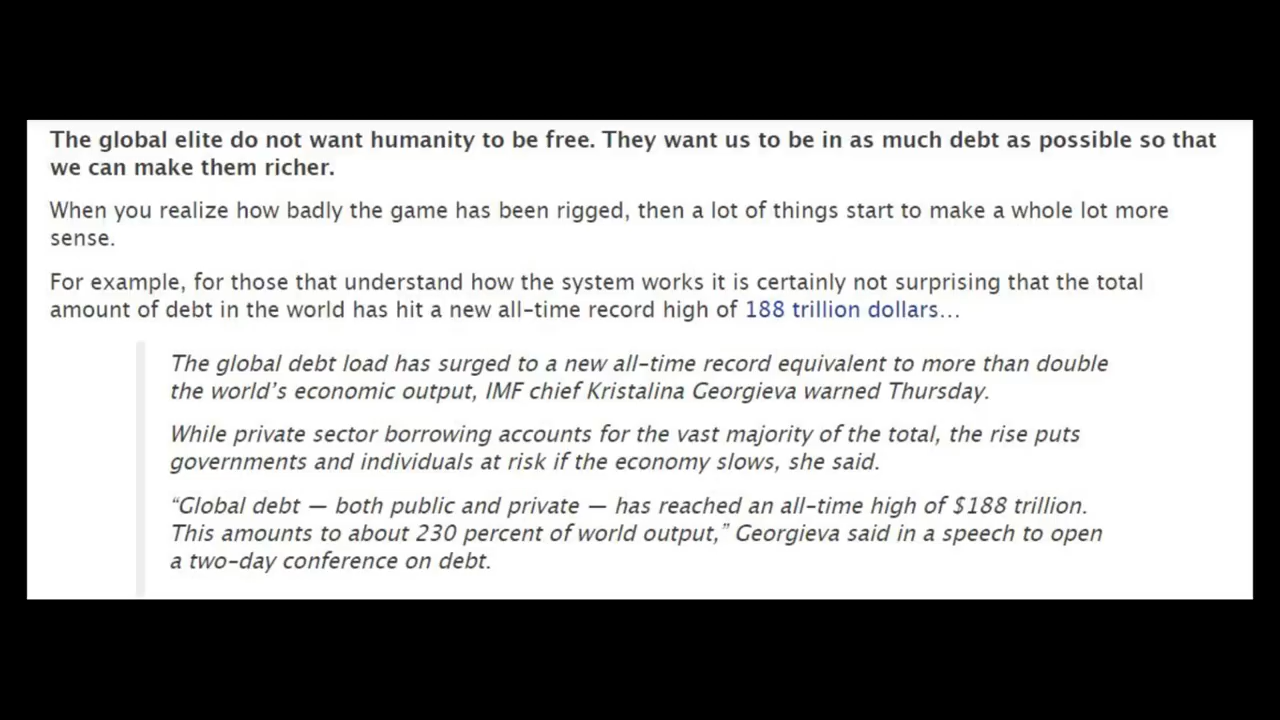 The global elite do not want humanity to be free. They want us to be in as much debt as possible so that
we can make them richer.
When you realize how badly the game has been rigged, then a lot of things start to make a whole lot more
sense.
For example, for those that understand how the system works it is certainly not surprising that the total
amount of debt in the world has hit a new all-time record high of 188 trillion dollars…
The global debt load has surged to a new all-time record equivalent to more than double
the world’s economic output, IMF chief Kristalina Georgieva warned Thursday.
While private sector borrowing accounts for the vast majority of the total, the rise puts
governments and individuals at risk if the economy slows, she said.
“Global debt — both public and private — has reached an all-time high of $188 trillion.
This amounts to about 230 percent of world output,” Georgieva said in a speech to open
a two-day conference on debt.